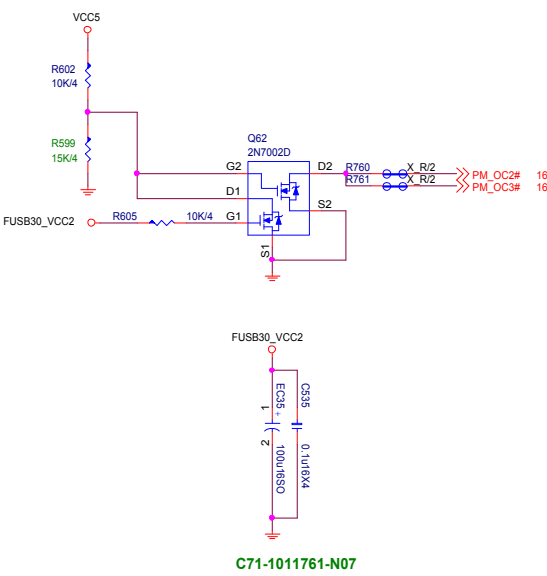 VCC5
R602
10K/4
R599
15K/4
Q62
2N7002D
G2
D2
R760
X_R/2
PM_OC2# 16
R761
X_R/2
PM_OC3# 16
D1
S2
FUSB30_VCC2
R605
10K/4
G1
S1
FUSB30_VCC2
1
EC35
+
C535
2
100u16SO
0.1u16X4
C71-1011761-N07